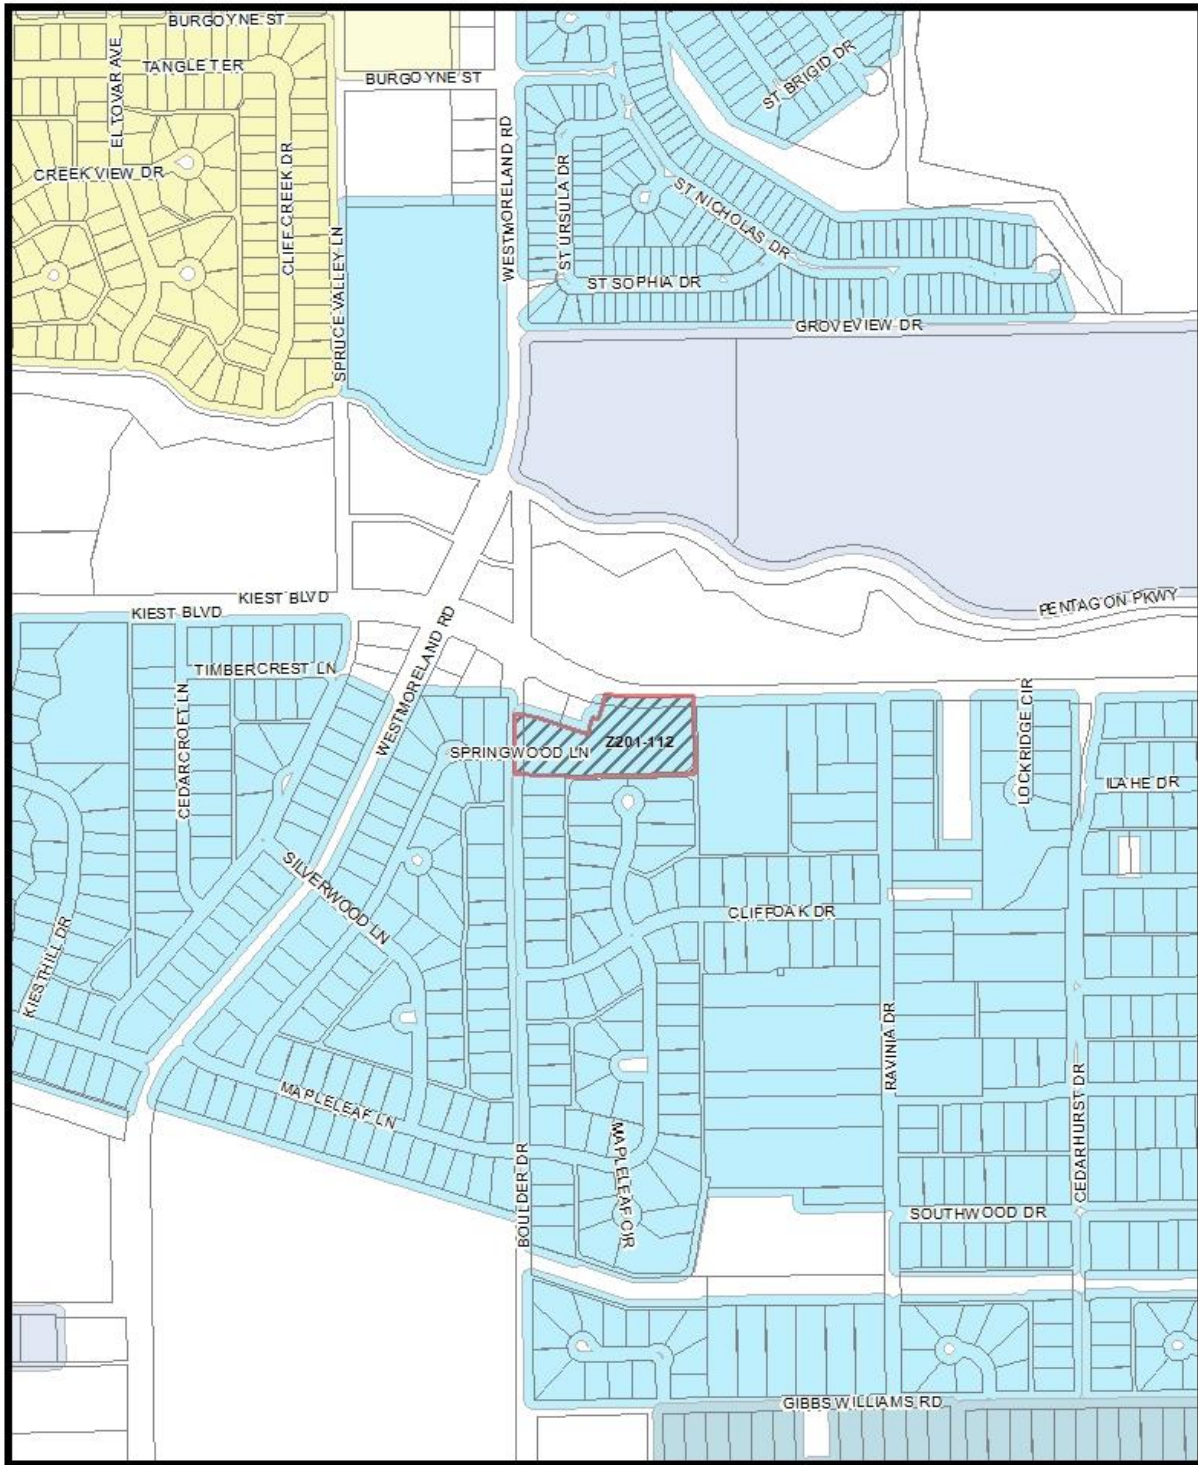 BURGOYNE ST
TANGLETER
EL TOVAR AVE
BURGOYNE ST
ST BRIGID DR
CREEK VIEW DR
CLIFF CREEK DR
WESTMORELAND RD
ST URSULA DR
ST NICHOLAS DR
SPRUCE VALLEY LN
ST SOPHIA DR
GROVEVIEW DR
KIEST BLVD
KIEST BLVD
PENTAGON PKWY
TIMBERCREST LN
WESTMORELAND RD
CEDARCROFT LN
SPRINGWOOD LN
Z201-112
LOCKRIDGE CIR
ILAHE DR
SILVERWOOD LN
CLIFFOAK DR
KIESTHILL DR
RAVINIA DR
MAPLELEAF LN
CEDARHURST DR
MAPLELEAF CIR
BOULDER DR
SOUTHWOOD DR
GIBBS WILLIAMS RD